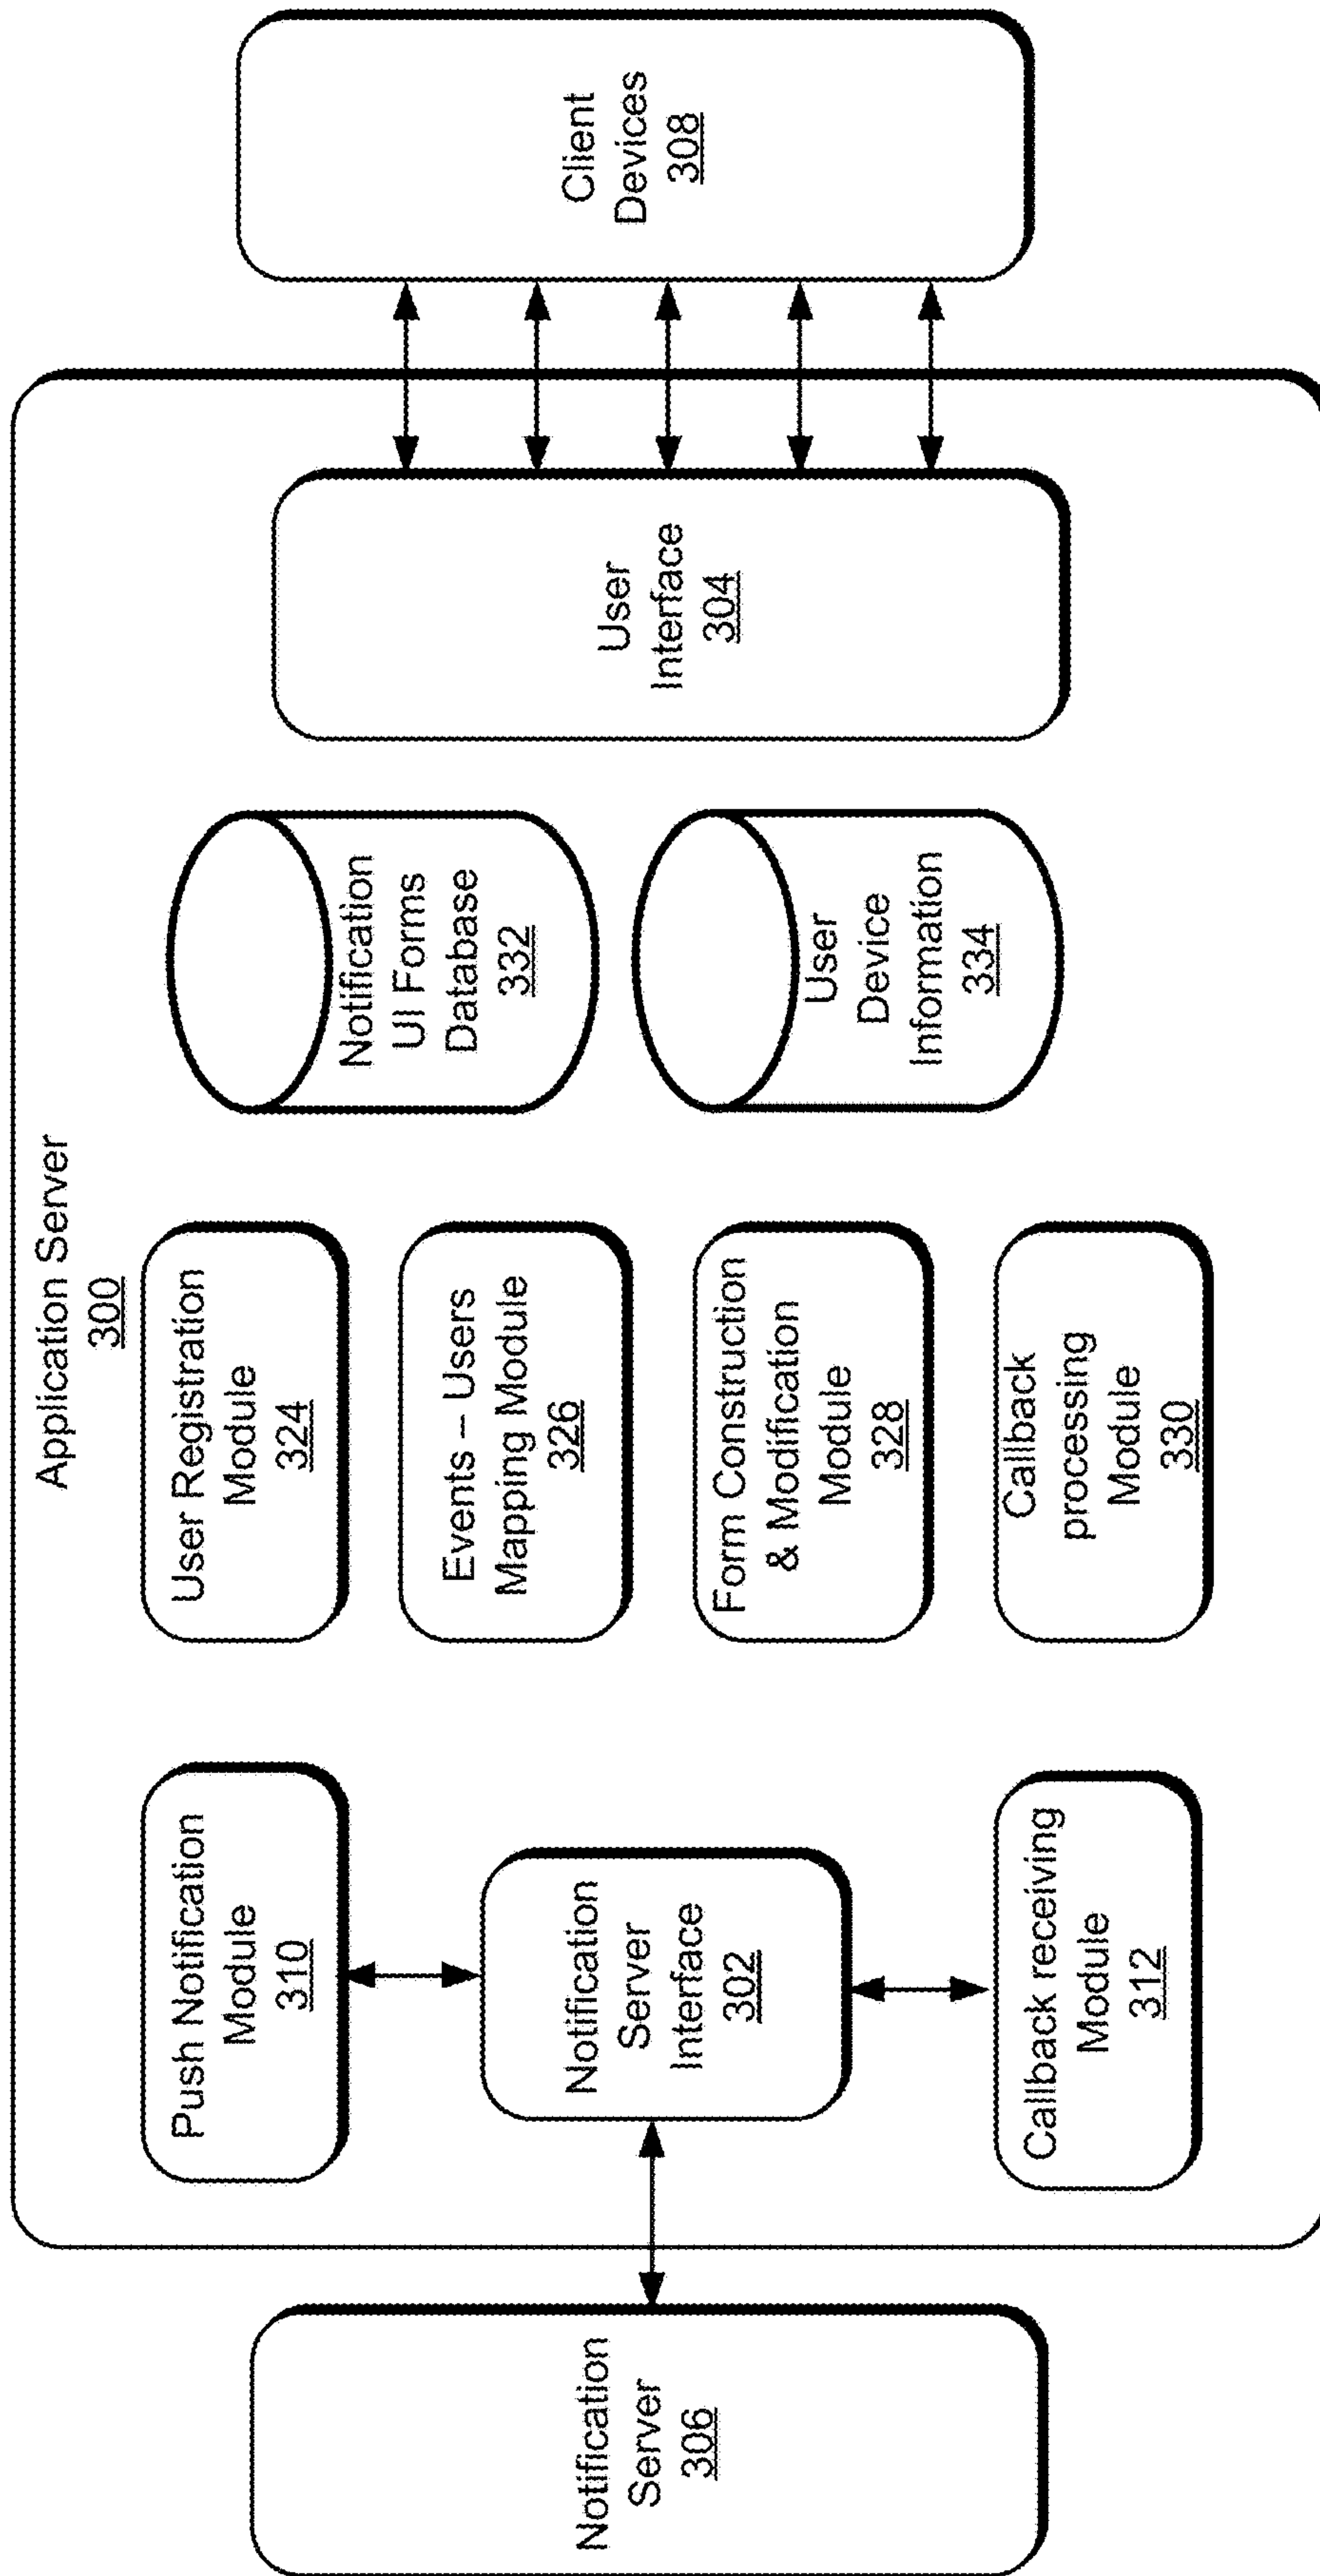 Application Server
300
Notification
Server
306
Push Notification
Module
310
Notification
Server
Interface
302
Callback receiving
Module
312
User Registration
Module
324
Events – Users
Mapping Module
326
Form Construction
& Modification
Module
328
Callback
processing
Module
330
Notification
UI Forms
Database
332
User
Device
Information
334
User
Interface
304
Client
Devices
308